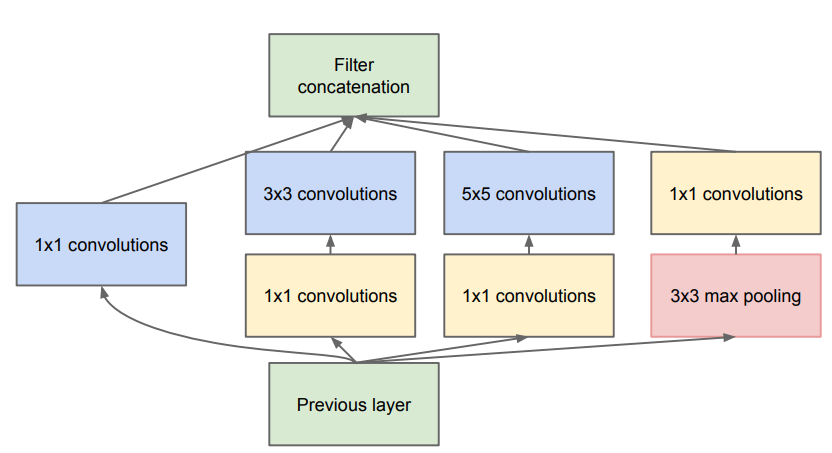 Filter
concatenation
3x3 convolutions
5x5 convolutions
1x1 convolutions
1x1 convolutions
1x1 convolutions
1x1 convolutions
3x3 max pooling
Previous layer